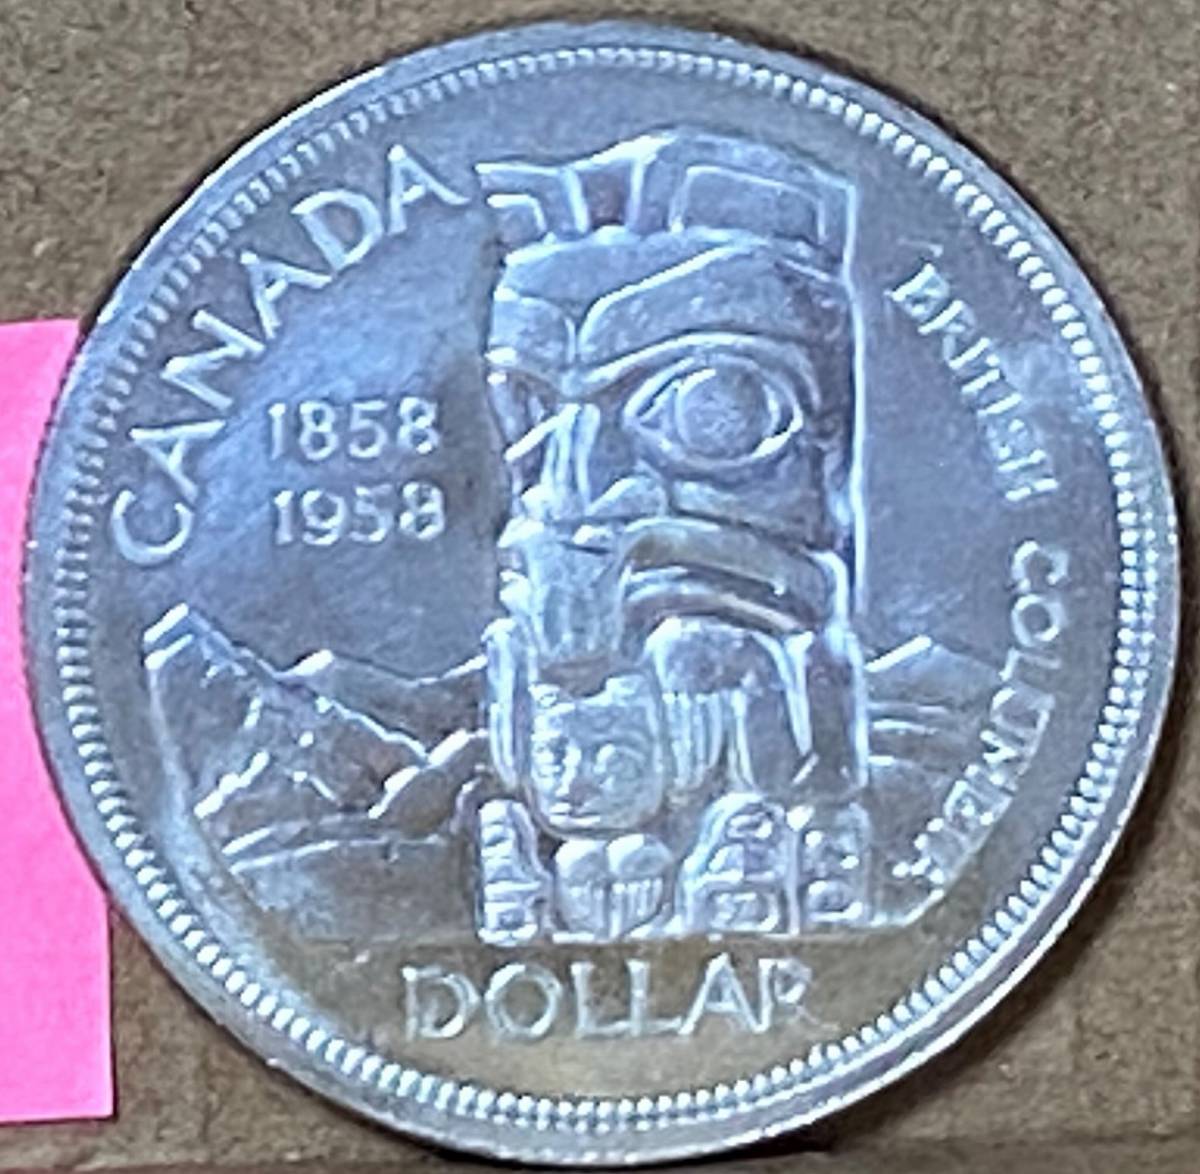 CANADA
1858
1958
BRITISH COLUMBIA
DOLLAR